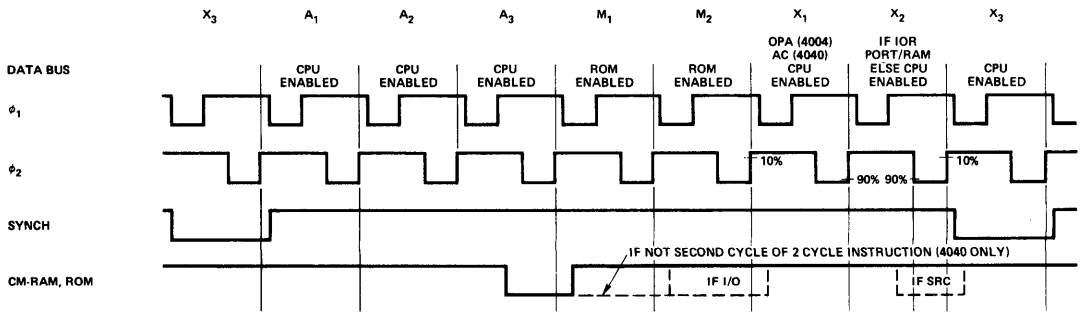 X3 A1 A2 A3 M1 M2 X1 X2 X3
DATA BUS
CPU
ENABLED
CPU
ENABLED
CPU
ENABLED
ROM
ENABLED
ROM
ENABLED
OPA (4004)
AC (4040)
CPU
ENABLED
IF IOR
PORT/RAM
ELSE CPU
ENABLED
CPU
ENABLED
ϕ1
ϕ2
10%
90% 90%
10%
SYNCH
IF NOT SECOND CYCLE OF 2 CYCLE INSTRUCTION (4040 ONLY)
CM-RAM, ROM
IF I/O
IF SRC